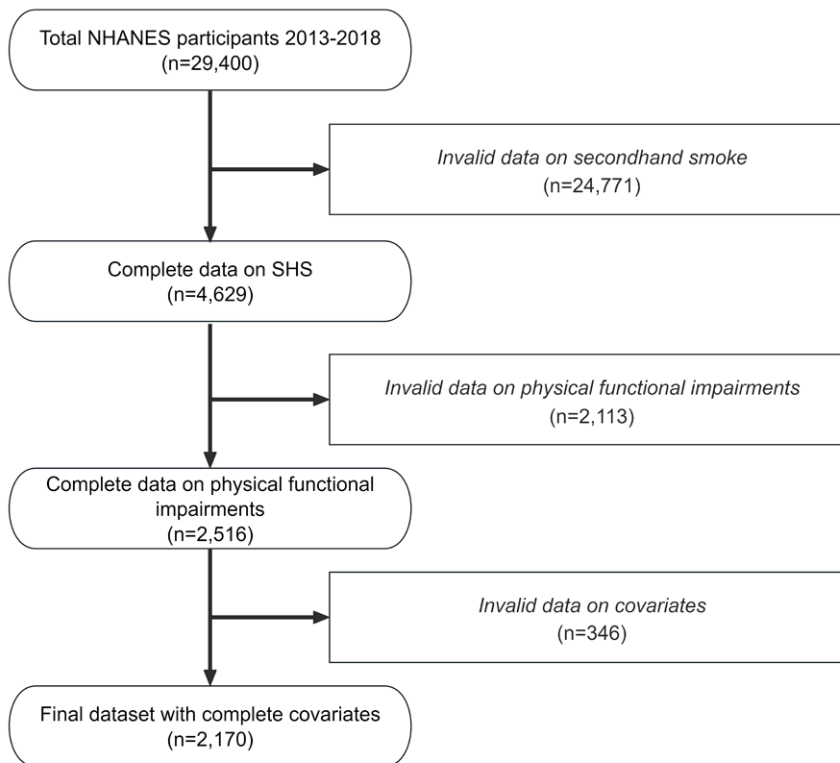 Total NHANES participants 2013-2018
(n=29,400)
Invalid data on secondhand smoke
(n=24,771)
Complete data on SHS
(n=4,629)
Invalid data on physical functional impairments
(n=2,113)
Complete data on physical functional
impairments
(n=2,516)
Invalid data on covariates
(n=346)
Final dataset with complete covariates
(n=2,170)